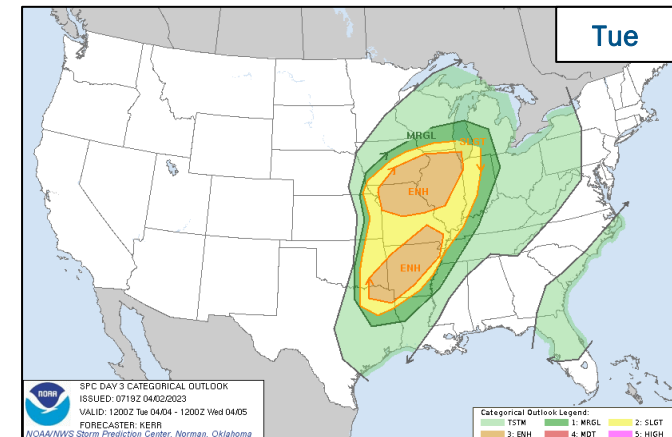 Tue
MRGL
SLGT
ENH
ENH
NOAA
SPC DAY 3 CATEGORICAL OUTLOOK
ISSUED: 0719Z 04/02/2023
VALID: 1200Z Tue 04/04 - 1200Z Wed 04/05
FORECASTER: KERR
NOAA/NWS Storm Prediction Center, Norman, Oklahoma
Categorical Outlook Legend:
TSTM 1: MRGL 2: SLGT
3: ENH 4: MDT 5: HIGH